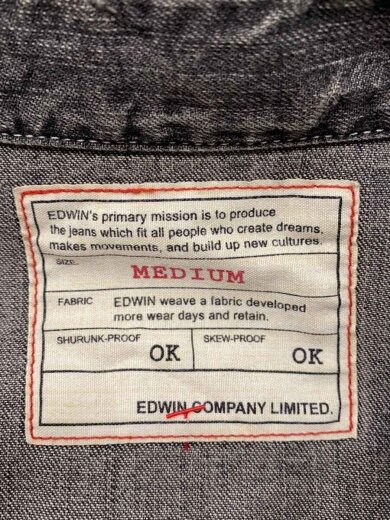 EDWIN's primary mission is to produce
the jeans which fit all people who create dreams,
makes movements, and build up new cultures.
SIZE
MEDIUM
FABRIC EDWIN weave a fabric developed
more wear days and retain.
SHURUNK-PROOF OK SKEW-PROOF OK
EDWIN COMPANY LIMITED.